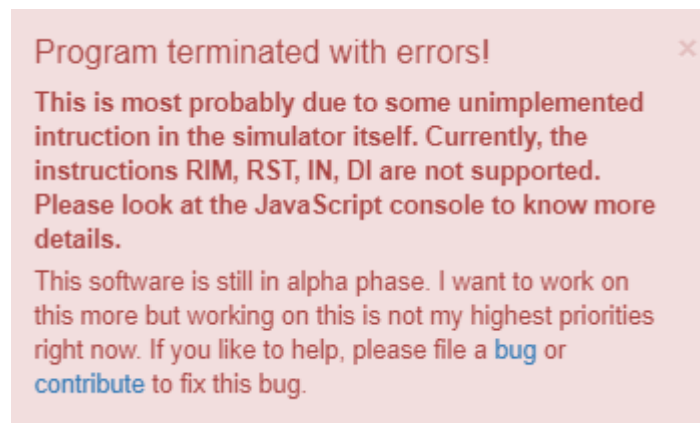 Program terminated with errors! ×
This is most probably due to some unimplemented
intruction in the simulator itself. Currently, the
instructions RIM, RST, IN, DI are not supported.
Please look at the JavaScript console to know more
details.
This software is still in alpha phase. I want to work on
this more but working on this is not my highest priorities
right now. If you like to help, please file a bug or
contribute to fix this bug.